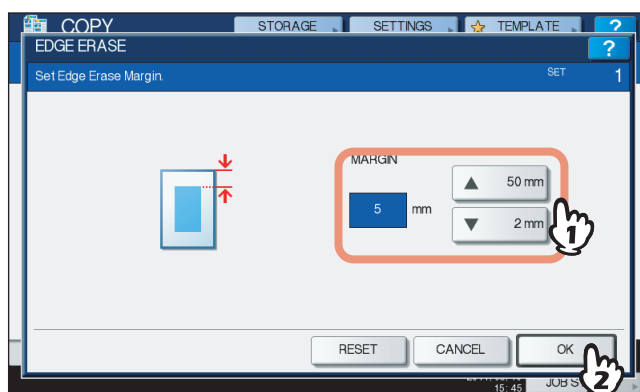 COPY STORAGE SETTINGS TEMPLATE ?
EDGE ERASE ?
Set Edge Erase Margin. SET 1
MARGIN
50 mm
5 mm
2 mm
1
RESET CANCEL OK
2
15:45 JOB S